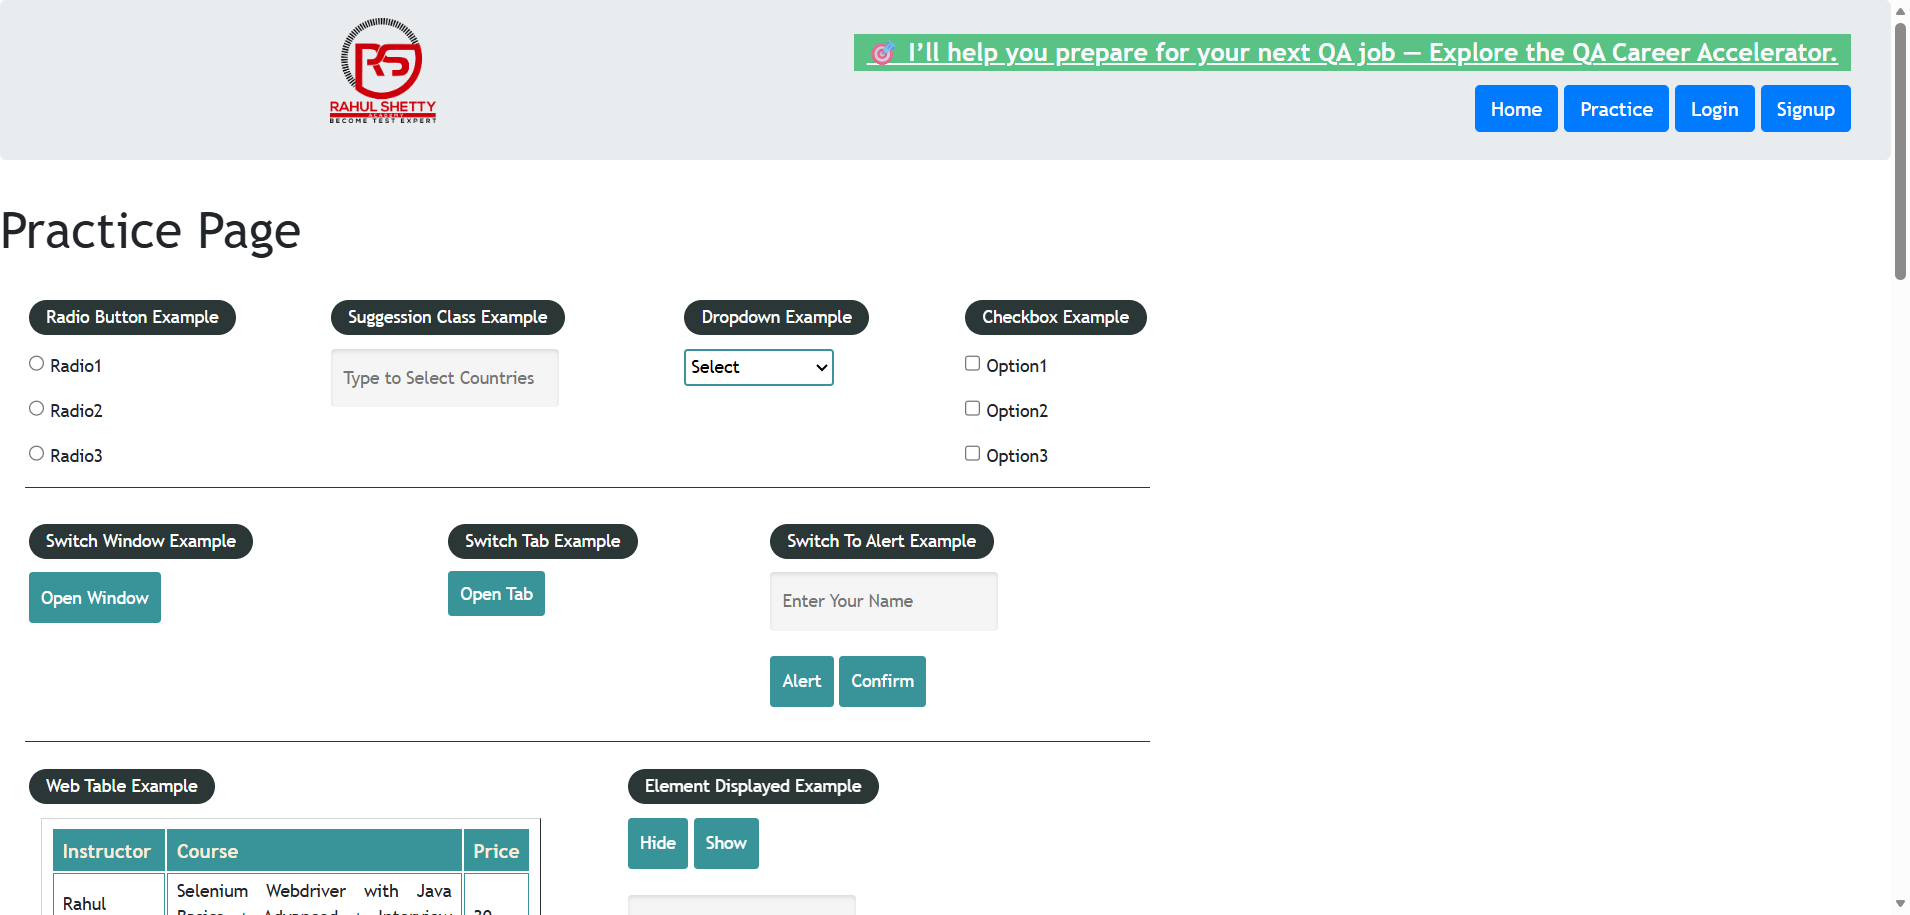 RAHUL SHETTY
ACADEMY
BECOME TEST EXPERT
🎯 I’ll help you prepare for your next QA job — Explore the QA Career Accelerator.
Home Practice Login Signup
Practice Page
Radio Button Example Suggession Class Example Dropdown Example Checkbox Example
Radio1 Type to Select Countries Select Option1
Radio2 Option2
Radio3 Option3
Switch Window Example Switch Tab Example Switch To Alert Example
Open Window Open Tab Enter Your Name
Alert Confirm
Web Table Example Element Displayed Example
Hide Show
Instructor Course Price
Rahul Selenium Webdriver with Java